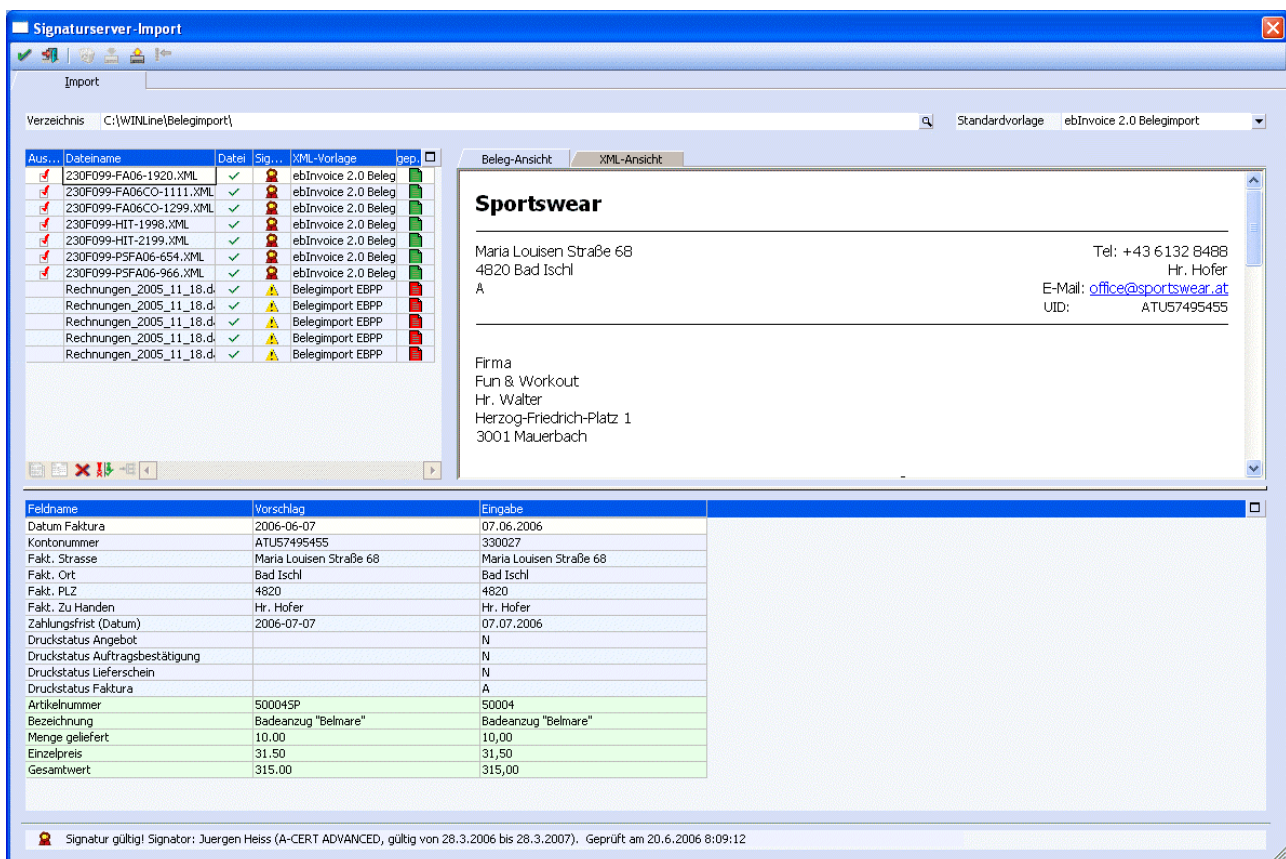 Signaturserver-Import
Import
Verzeichnis C:\WINLine\Belegimport\ Standardvorlage ebInvoice 2.0 Belegimport
Aus... Dateiname Datei Sig... XML-Vorlage gep.
230F099-FA06-1920.XML ebInvoice 2.0 Beleg
230F099-FA06CO-1111.XML ebInvoice 2.0 Beleg
230F099-FA06CO-1299.XML ebInvoice 2.0 Beleg
230F099-HIT-1998.XML ebInvoice 2.0 Beleg
230F099-HIT-2199.XML ebInvoice 2.0 Beleg
230F099-PSFA06-654.XML ebInvoice 2.0 Beleg
230F099-PSFA06-966.XML ebInvoice 2.0 Beleg
Rechnungen_2005_11_18.d Belegimport EBPP
Rechnungen_2005_11_18.d Belegimport EBPP
Rechnungen_2005_11_18.d Belegimport EBPP
Rechnungen_2005_11_18.d Belegimport EBPP
Rechnungen_2005_11_18.d Belegimport EBPP
Beleg-Ansicht XML-Ansicht
Sportswear
Maria Louisen Straße 68 Tel: +43 6132 8488
4820 Bad Ischl Hr. Hofer
A E-Mail: office@sportswear.at
UID: ATU57495455
Firma
Fun & Workout
Hr. Walter
Herzog-Friedrich-Platz 1
3001 Mauerbach
Feldname Vorschlag Eingabe
Datum Faktura 2006-06-07 07.06.2006
Kontonummer ATU57495455 330027
Fakt. Strasse Maria Louisen Straße 68 Maria Louisen Straße 68
Fakt. Ort Bad Ischl Bad Ischl
Fakt. PLZ 4820 4820
Fakt. Zu Handen Hr. Hofer Hr. Hofer
Zahlungsfrist (Datum) 2006-07-07 07.07.2006
Druckstatus Angebot N
Druckstatus Auftragsbestätigung N
Druckstatus Lieferschein N
Druckstatus Faktura A
Artikelnummer 50004SP 50004
Bezeichnung Badeanzug "Belmare" Badeanzug "Belmare"
Menge geliefert 10.00 10,00
Einzelpreis 31.50 31,50
Gesamtwert 315.00 315,00
Signatur gültig! Signator: Juergen Heiss (A-CERT ADVANCED, gültig von 28.3.2006 bis 28.3.2007). Geprüft am 20.6.2006 8:09:12